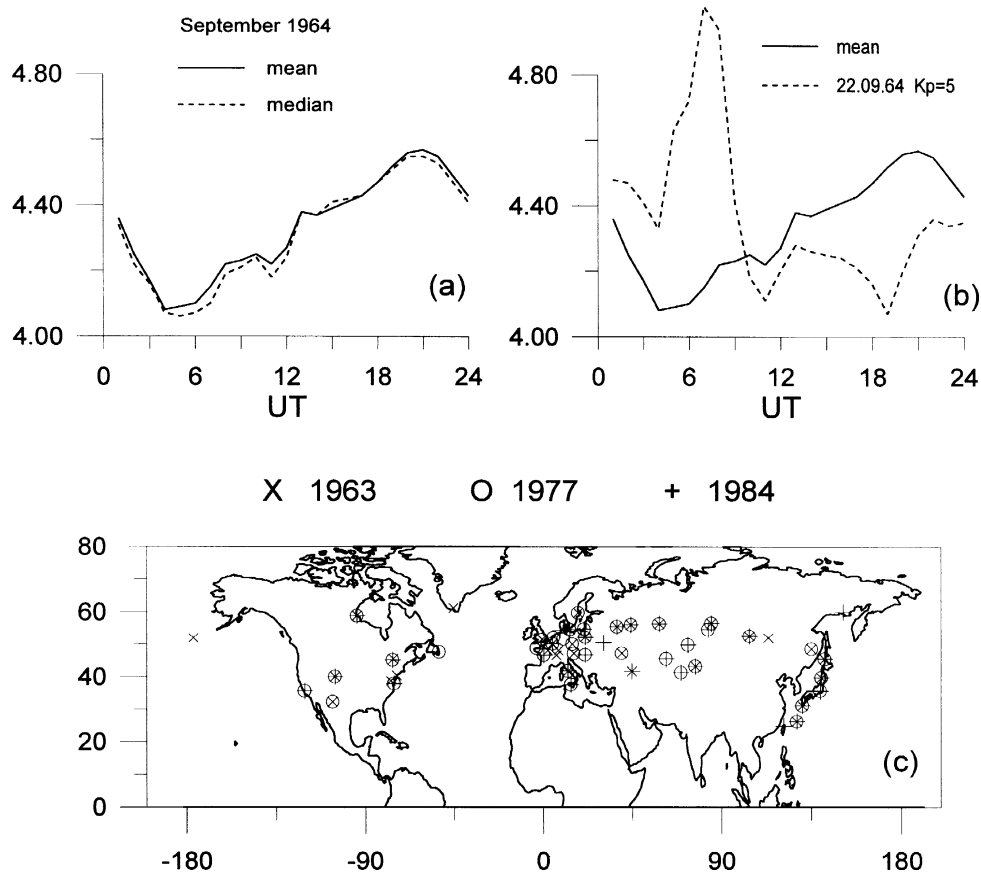 September 1964
mean
median
4.80
4.40
4.00
(a)
0 6 12 18 24
UT
mean
22.09.64 Kp=5
4.80
4.40
4.00
(b)
0 6 12 18 24
UT
X 1963 O 1977 + 1984
80
60
40
20
0
(c)
-180 -90 0 90 180